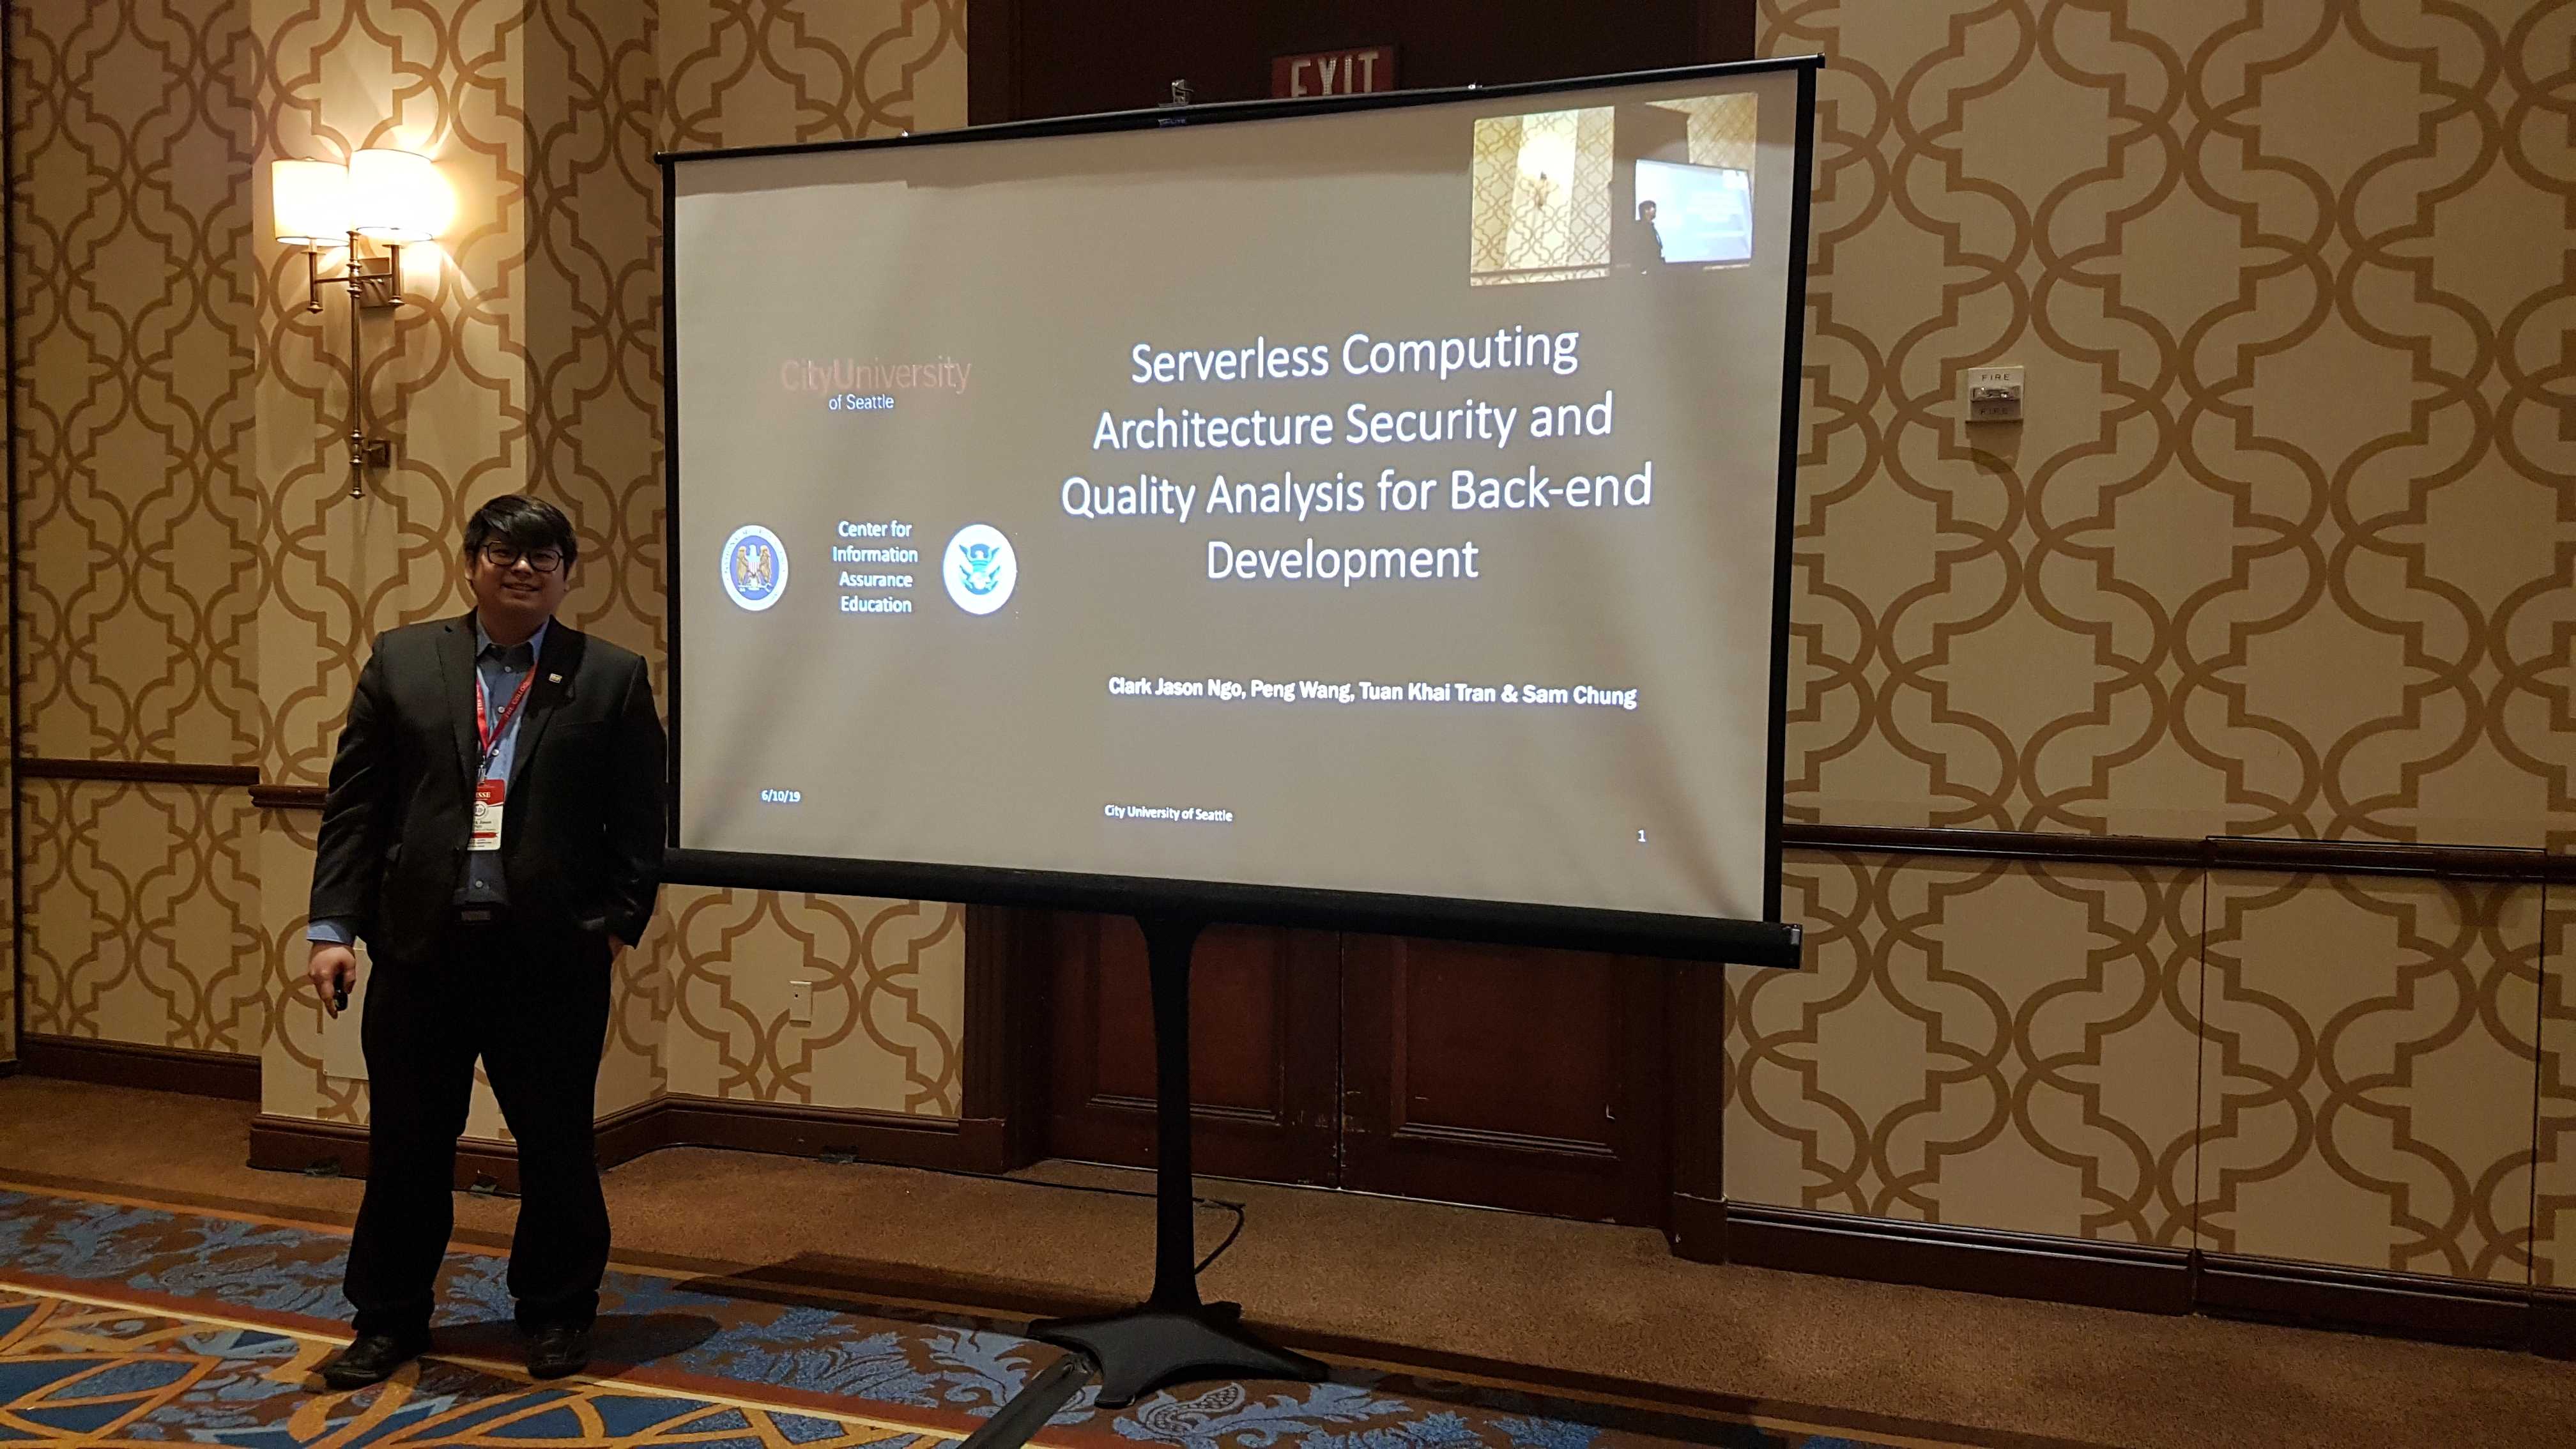 EXIT
CityUniversity
of Seattle
Center for
Information
Assurance
Education
Serverless Computing
Architecture Security and
Quality Analysis for Back-end
Development
Clark Jason Ngo, Peng Wang, Tuan Khai Tran & Sam Chung
6/10/19
City University of Seattle
1
FIRE
FIRE